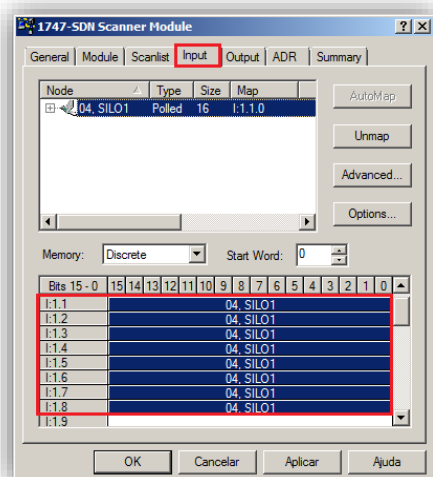 1747-SDN Scanner Module
General Module Scanlist Input Output ADR Summary
Node Type Size Map
04, SILO1 Polled 16 I:1.1.0
AutoMap
Unmap
Advanced...
Options...
Memory: Discrete Start Word: 0
Bits 15 - 0 15 14 13 12 11 10 9 8 7 6 5 4 3 2 1 0
I:1.1 04, SILO1
I:1.2 04, SILO1
I:1.3 04, SILO1
I:1.4 04, SILO1
I:1.5 04, SILO1
I:1.6 04, SILO1
I:1.7 04, SILO1
I:1.8 04, SILO1
I:1.9
OK Cancelar Aplicar Ajuda